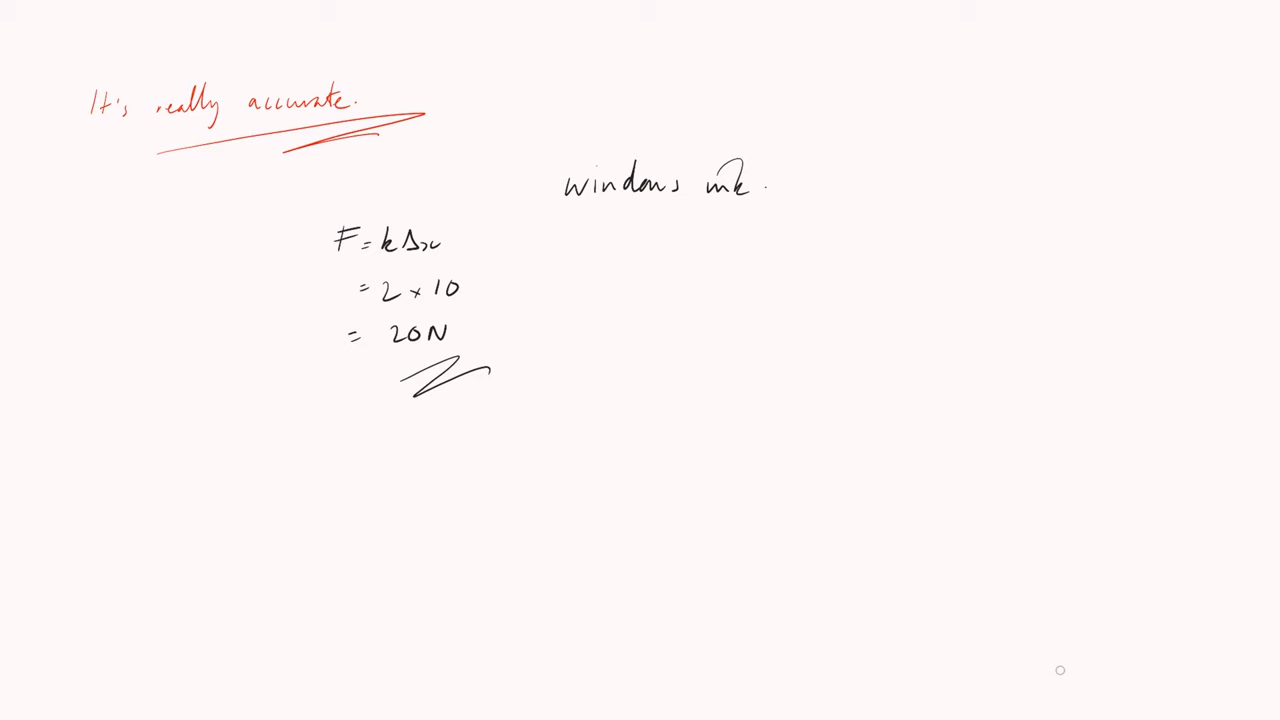 It's really accurate.
windows ink.
F = kΔx
= 2 × 10
= 20N